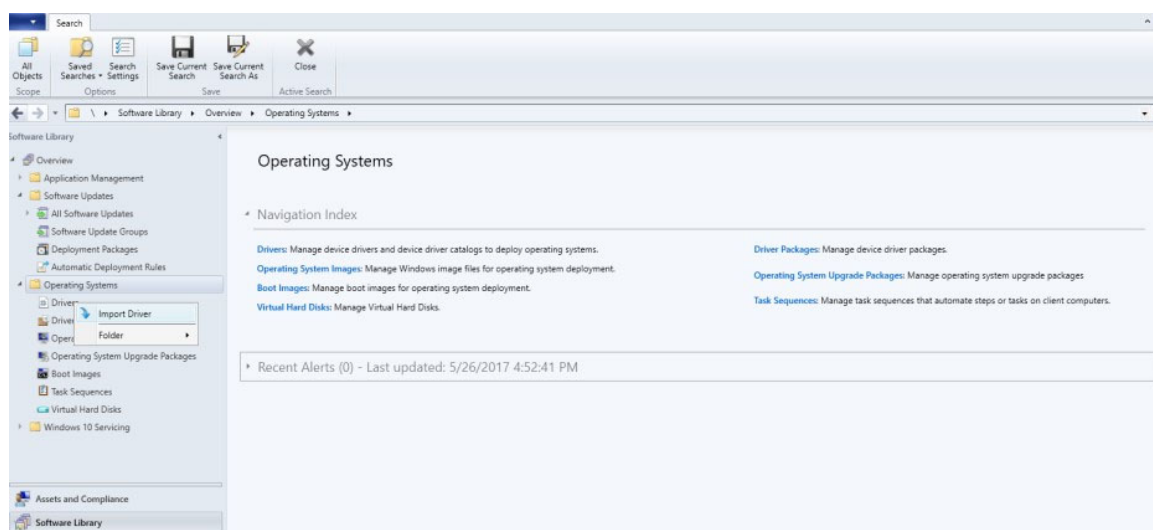 Search
All Objects
Saved Searches
Search Settings
Save Current Search
Save Current Search As
Close
Scope
Options
Save
Active Search
\ Software Library Overview Operating Systems
Software Library
Overview
Application Management
Software Updates
All Software Updates
Software Update Groups
Deployment Packages
Automatic Deployment Rules
Operating Systems
Drivers
Import Driver
Folder
Operating System Upgrade Packages
Boot Images
Task Sequences
Virtual Hard Disks
Windows 10 Servicing
Assets and Compliance
Software Library
Operating Systems
Navigation Index
Drivers: Manage device drivers and device driver catalogs to deploy operating systems.
Operating System Images: Manage Windows image files for operating system deployment.
Boot Images: Manage boot images for operating system deployment.
Virtual Hard Disks: Manage Virtual Hard Disks.
Driver Packages: Manage device driver packages.
Operating System Upgrade Packages: Manage operating system upgrade packages
Task Sequences: Manage task sequences that automate steps or tasks on client computers.
Recent Alerts (0) - Last updated: 5/26/2017 4:52:41 PM